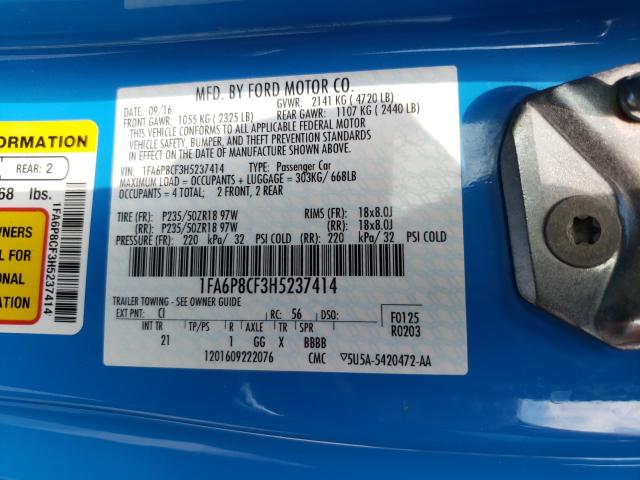 MFD. BY FORD MOTOR CO.
DATE: 09/16 GVWR: 2141 KG ( 4720 LB)
FRONT GAWR: 1055 KG ( 2325 LB) REAR GAWR: 1107 KG ( 2440 LB)
THIS VEHICLE CONFORMS TO ALL APPLICABLE FEDERAL MOTOR
VEHICLE SAFETY, BUMPER, AND THEFT PREVENTION STANDARDS
IN EFFECT ON THE DATE OF MANUFACTURE SHOWN ABOVE.
VIN: 1FA6P8CF3H5237414 TYPE: Passenger Car
MAXIMUM LOAD = OCCUPANTS + LUGGAGE = 303KG/ 668LB
OCCUPANTS = 4 TOTAL; 2 FRONT, 2 REAR
TIRE (FR): P235/50ZR18 97W RIMS (FR): 18x8.0J
(RR): P235/50ZR18 97W (RR): 18x8.0J
PRESSURE (FR): 220 kPa/ 32 PSI COLD (RR): 220 kPa/ 32 PSI COLD
1FA6P8CF3H5237414
TRAILER TOWING - SEE OWNER GUIDE
EXT PNT: CI RC: 56 DSO: F0125
INT TR TP/PS R AXLE TR SPR R0203
21 1 GG X BBBB
1201609222076 CMC 5U5A-5420472-AA
FORMATION
REAR: 2
68 lbs.
WNERS
L FOR
IONAL
TION
1FA6P8CF3H5237414